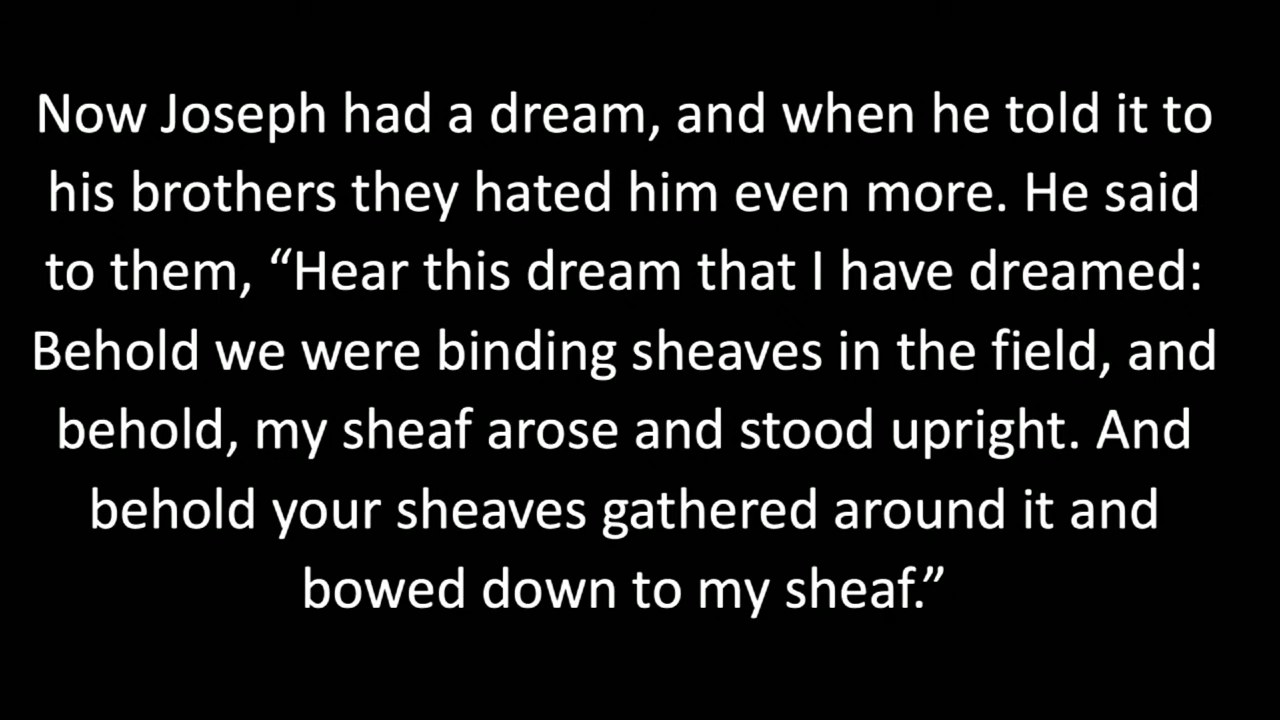 Now Joseph had a dream, and when he told it to
his brothers they hated him even more. He said
to them, “Hear this dream that I have dreamed:
Behold we were binding sheaves in the field, and
behold, my sheaf arose and stood upright. And
behold your sheaves gathered around it and
bowed down to my sheaf.”